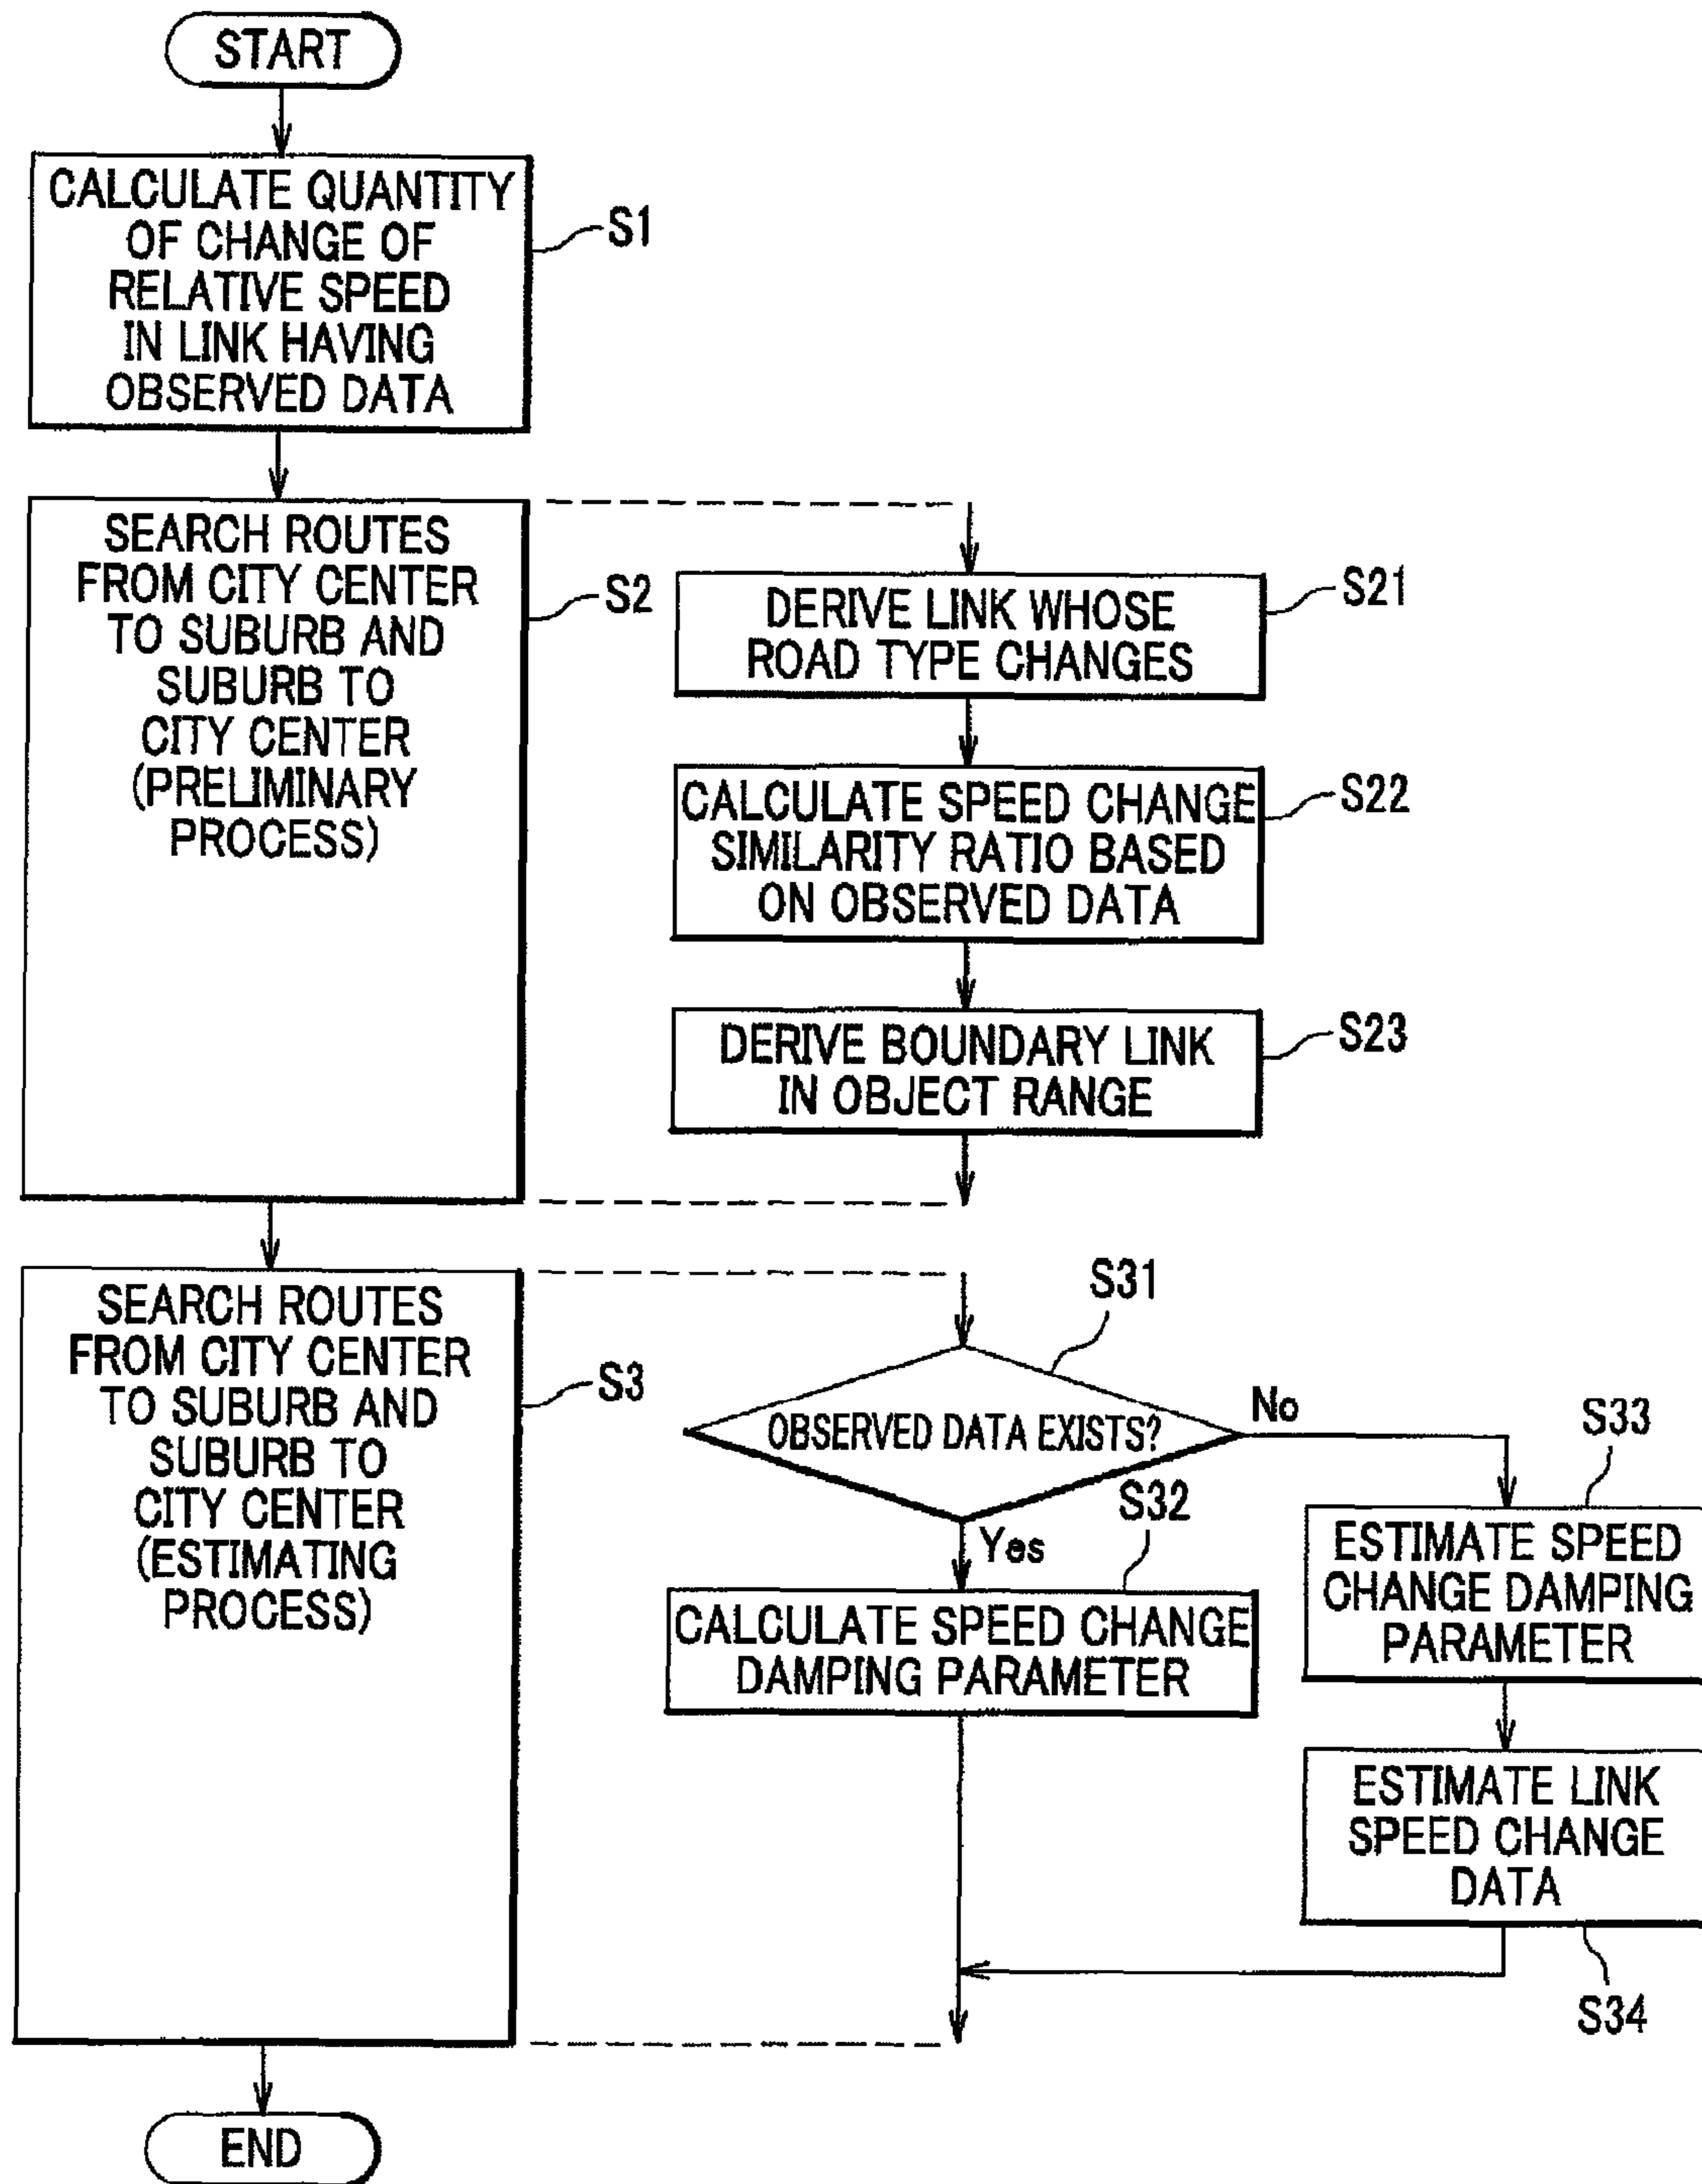 START
CALCULATE QUANTITY
OF CHANGE OF
RELATIVE SPEED
IN LINK HAVING
OBSERVED DATA
S1
SEARCH ROUTES
FROM CITY CENTER
TO SUBURB AND
SUBURB TO
CITY CENTER
(PRELIMINARY
PROCESS)
S2
DERIVE LINK WHOSE
ROAD TYPE CHANGES
S21
CALCULATE SPEED CHANGE
SIMILARITY RATIO BASED
ON OBSERVED DATA
S22
DERIVE BOUNDARY LINK
IN OBJECT RANGE
S23
SEARCH ROUTES
FROM CITY CENTER
TO SUBURB AND
SUBURB TO
CITY CENTER
(ESTIMATING
PROCESS)
S3
S31
OBSERVED DATA EXISTS?
No
Yes
S32
CALCULATE SPEED CHANGE
DAMPING PARAMETER
S33
ESTIMATE SPEED
CHANGE DAMPING
PARAMETER
ESTIMATE LINK
SPEED CHANGE
DATA
S34
END